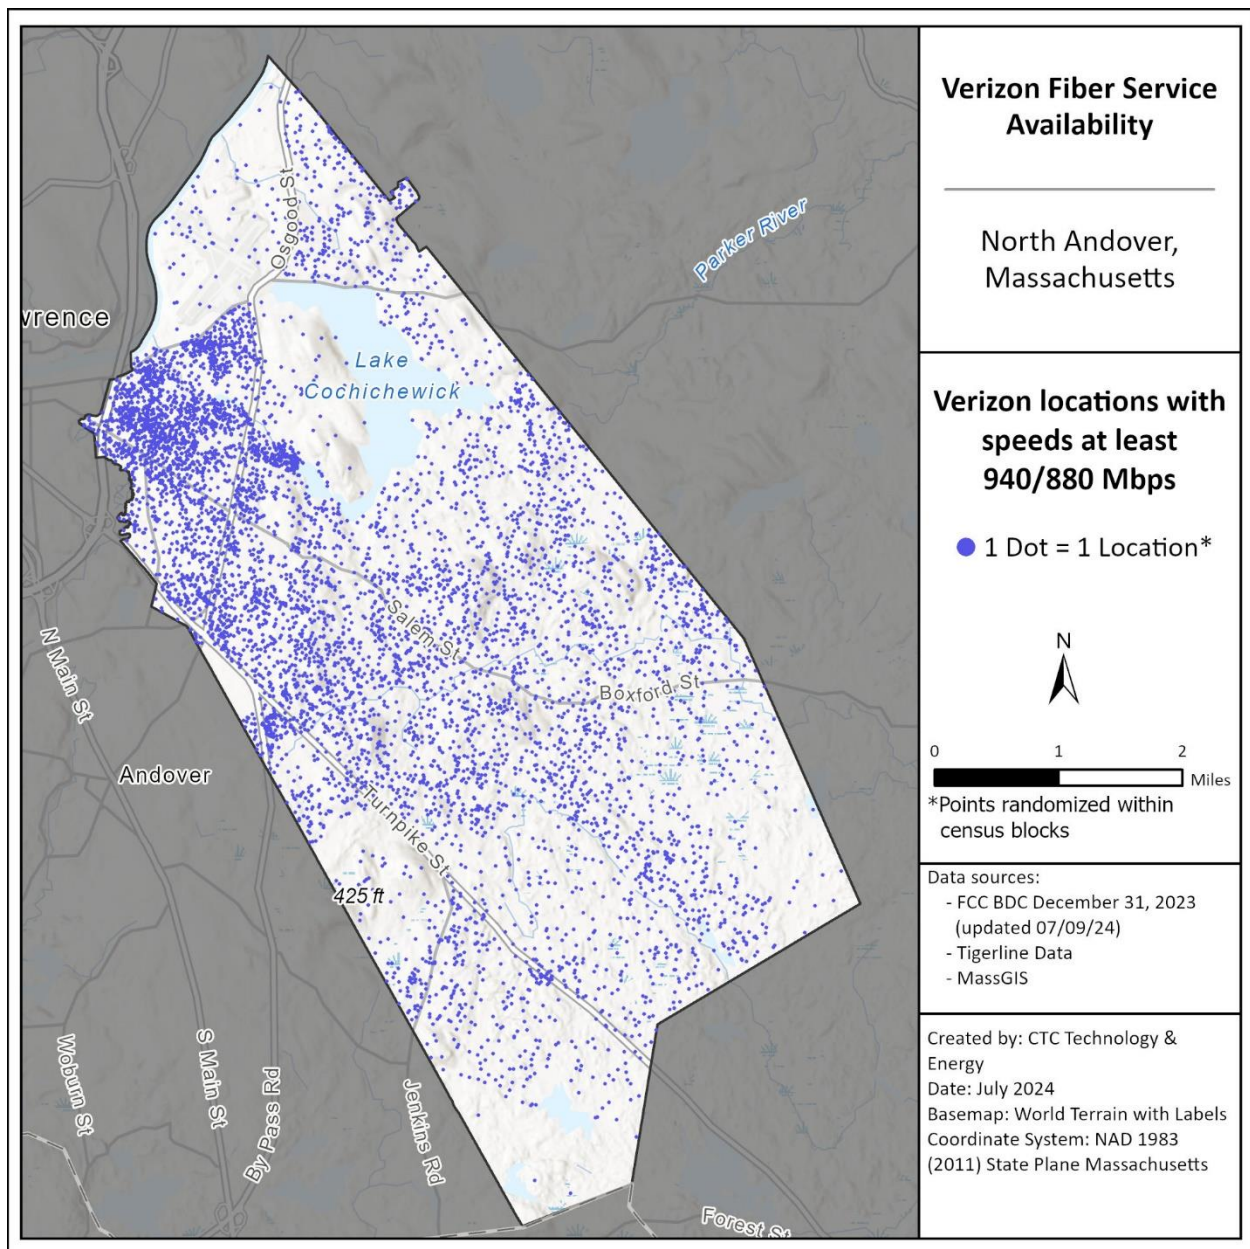 Verizon Fiber Service
Availability
North Andover,
Massachusetts
Verizon locations with
speeds at least
940/880 Mbps
1 Dot = 1 Location*
N
0 1 2
Miles
*Points randomized within
census blocks
Data sources:
- FCC BDC December 31, 2023
(updated 07/09/24)
- Tigerline Data
- MassGIS
Created by: CTC Technology &
Energy
Date: July 2024
Basemap: World Terrain with Labels
Coordinate System: NAD 1983
(2011) State Plane Massachusetts
Osgood St
Parker River
wrence
Lake
Cochichewick
Salem St
Boxford St
N Main St
Andover
Turnpike St
425 ft
Woburn St
S Main St
By Pass Rd
Jenkins Rd
Forest St